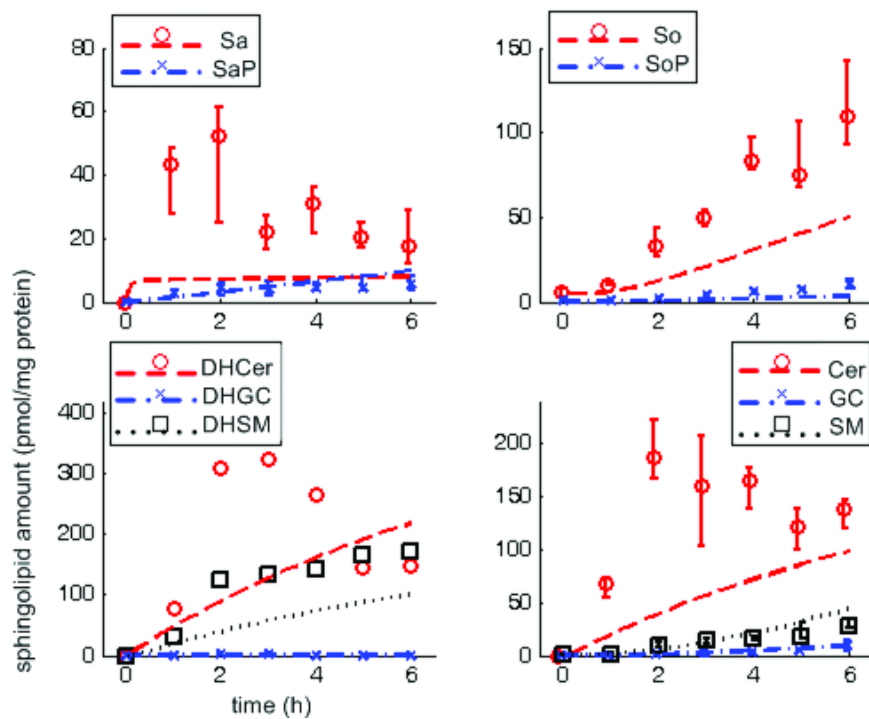 Sa
SaP
80
60
40
20
0
0 2 4 6
So
SoP
150
100
50
0
0 2 4 6
DHCer
DHGC
DHSM
400
300
200
100
0
0 2 4 6
Cer
GC
SM
200
150
100
50
0
0 2 4 6
sphingolipid amount (pmol/mg protein)
time (h)